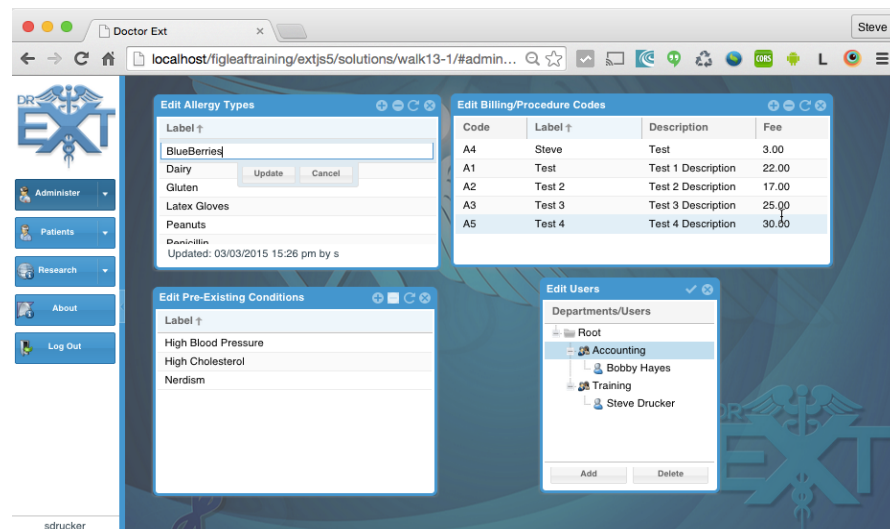 Doctor Ext
Steve
localhost/figleaftraining/extjs5/solutions/walk13-1/#admin...
CORS
L
DR
EXT
Administer
Patients
Research
About
Log Out
sdrucker
Edit Allergy Types
Label
BlueBerries
Dairy
Update Cancel
Gluten
Latex Gloves
Peanuts
Penicillin
Updated: 03/03/2015 15:26 pm by s
Edit Billing/Procedure Codes
Code Label Description Fee
A4 Steve Test 3.00
A1 Test Test 1 Description 22.00
A2 Test 2 Test 2 Description 17.00
A3 Test 3 Test 3 Description 25.00
A5 Test 4 Test 4 Description 30.00
Edit Pre-Existing Conditions
Label
High Blood Pressure
High Cholesterol
Nerdism
Edit Users
Departments/Users
Root
Accounting
Bobby Hayes
Training
Steve Drucker
Add Delete
DR
EXT